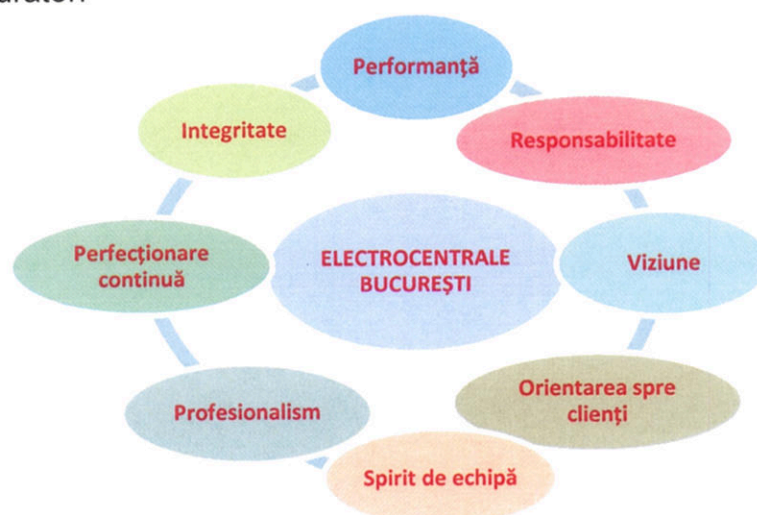 Performanță
Responsabilitate
Viziune
Orientarea spre
clienți
Spirit de echipă
Profesionalism
Perfecționare
continuă
Integritate
ELECTROCENTRALE
BUCUREȘTI